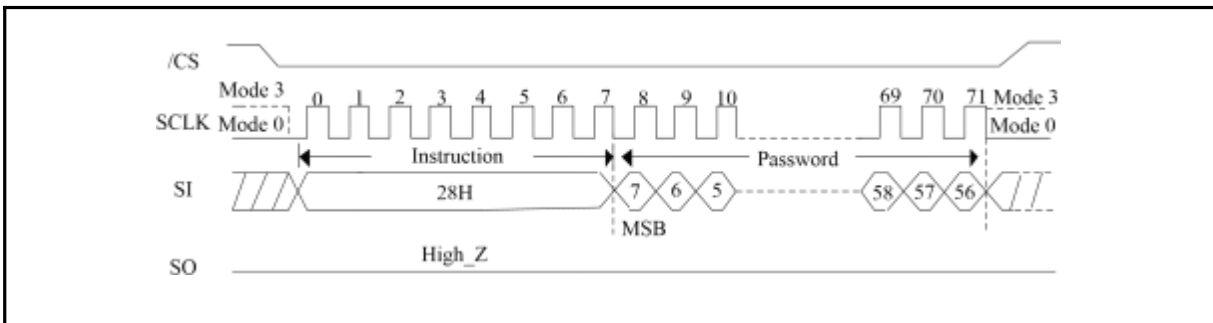 /CS
Mode 3 0 1 2 3 4 5 6 7 8 9 10 69 70 71 Mode 3
SCLK Mode 0 Mode 0
Instruction Password
SI 28H 7 6 5 58 57 56
MSB
High_Z
SO